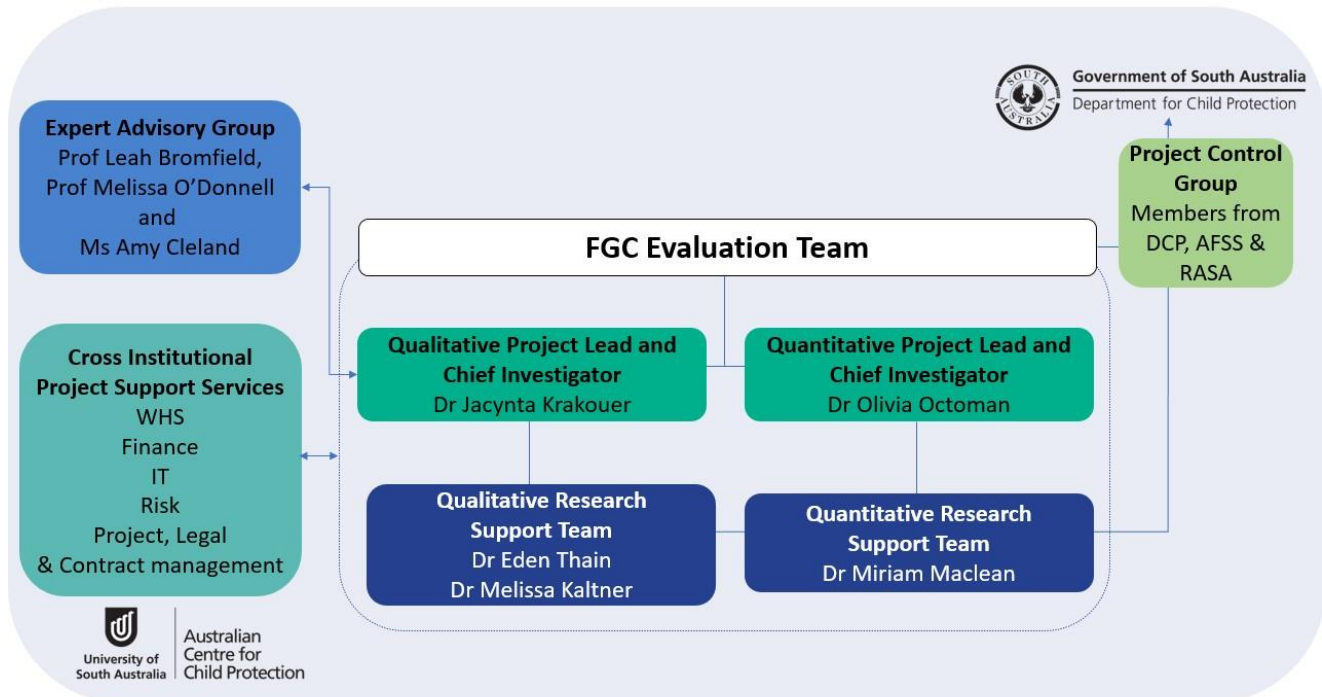 Expert Advisory Group
Prof Leah Bromfield,
Prof Melissa O'Donnell
and
Ms Amy Cleland
SOUTH
AUSTRALIA
Government of South Australia
Department for Child Protection
Project Control
Group
Members from
DCP, AFSS &
RASA
FGC Evaluation Team
Cross Institutional
Project Support Services
WHS
Finance
IT
Risk
Project, Legal
& Contract management
Qualitative Project Lead and
Chief Investigator
Dr Jacynta Krakouer
Quantitative Project Lead and
Chief Investigator
Dr Olivia Octoman
Qualitative Research
Support Team
Dr Eden Thain
Dr Melissa Kaltner
Quantitative Research
Support Team
Dr Miriam Maclean
University of
South Australia
Australian
Centre for
Child Protection